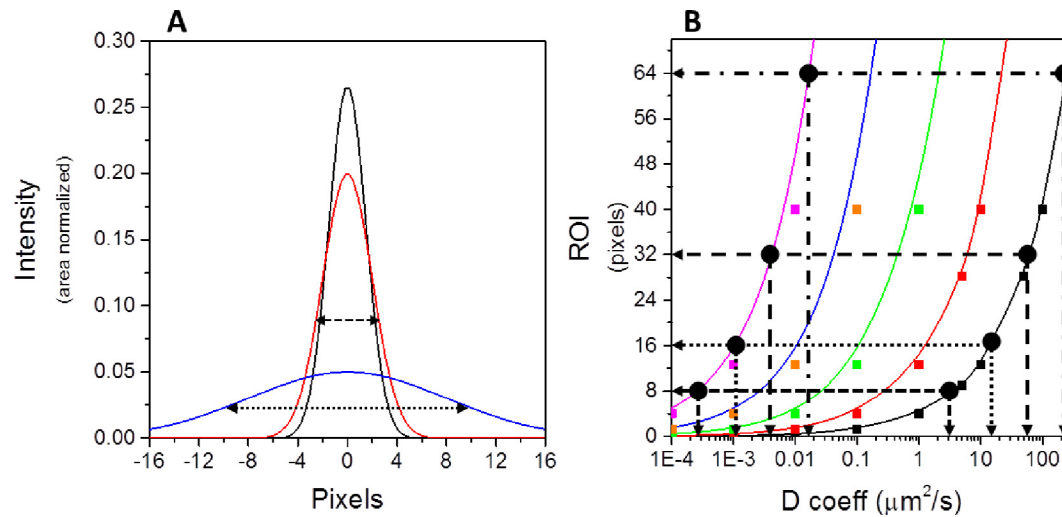 A
B
Intensity
(area normalized)
0.30
0.25
0.20
0.15
0.10
0.05
0.00
-16 -12 -8 -4 0 4 8 12 16
Pixels
ROI
(pixels)
64
56
48
40
32
24
16
8
0
1E-4 1E-3 0.01 0.1 1 10 100
D coeff (μm²/s)